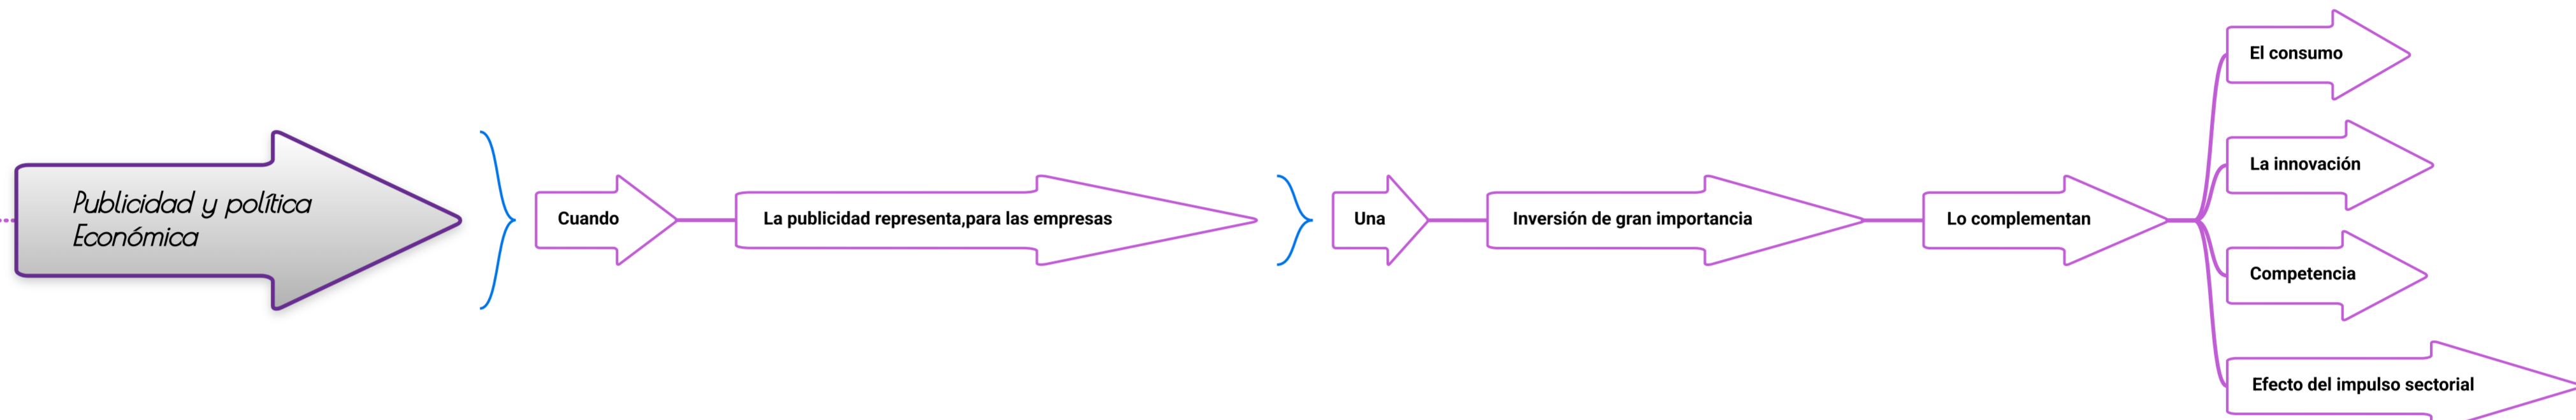 Publicidad y política
Económica
Cuando
La publicidad representa,para las empresas
Una
Inversión de gran importancia
Lo complementan
El consumo
La innovación
Competencia
Efecto del impulso sectorial